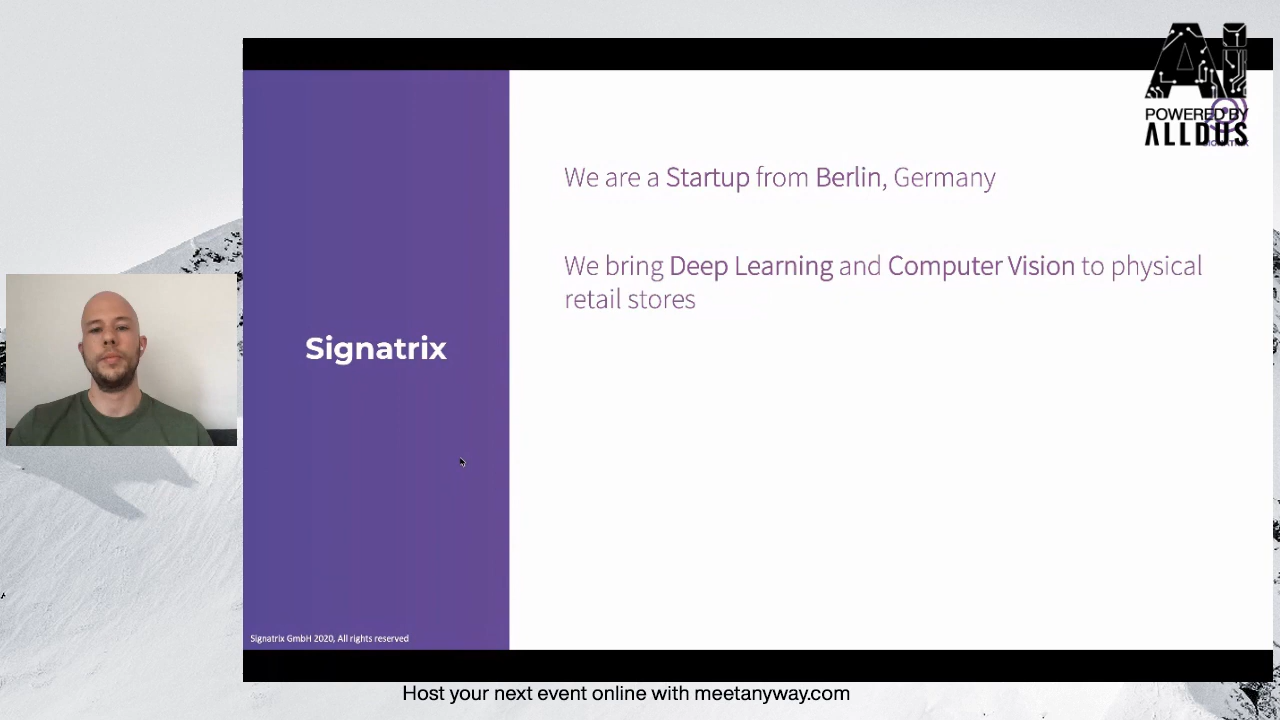 AI
POWERED BY
ALLDUS
We are a Startup from Berlin, Germany
We bring Deep Learning and Computer Vision to physical
retail stores
Signatrix
Signatrix GmbH 2020, All rights reserved
Host your next event online with meetanyway.com